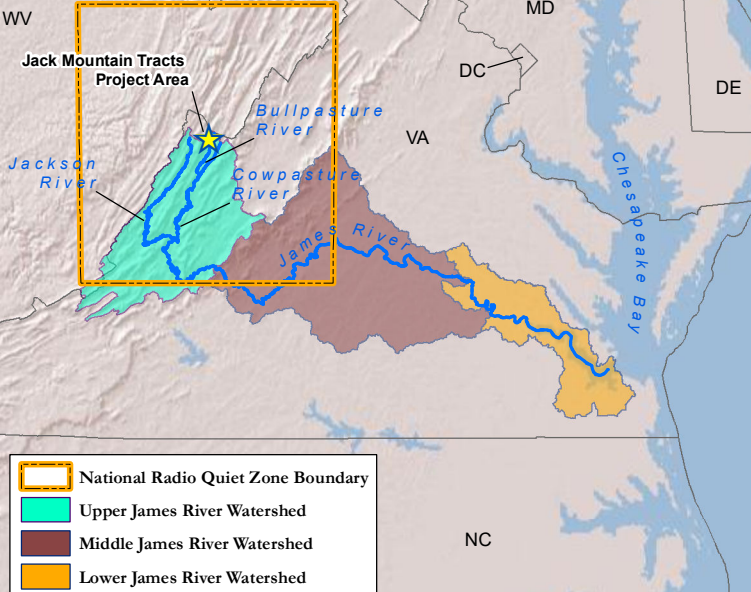 WV
MD
Jack Mountain Tracts
Project Area
DC
DE
Bullpasture
River
VA
Jackson
River
Cowpasture
River
Chesapeake Bay
James River
National Radio Quiet Zone Boundary
Upper James River Watershed
Middle James River Watershed
Lower James River Watershed
NC